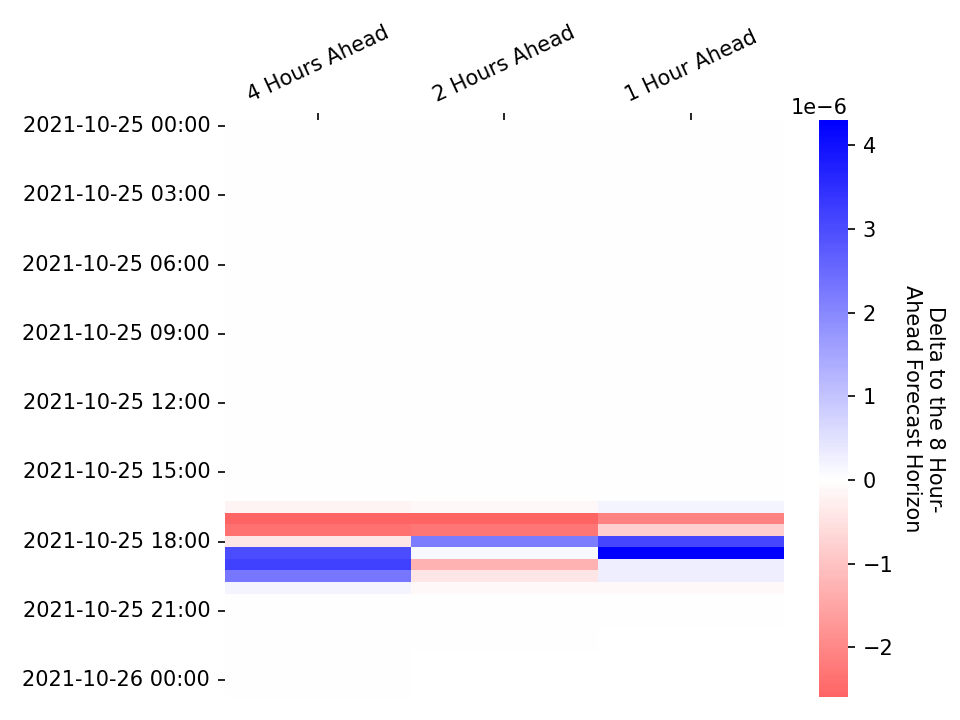 4 Hours Ahead
2 Hours Ahead
1 Hour Ahead
2021-10-25 00:00
2021-10-25 03:00
2021-10-25 06:00
2021-10-25 09:00
2021-10-25 12:00
2021-10-25 15:00
2021-10-25 18:00
2021-10-25 21:00
2021-10-26 00:00
1e−6
4
3
2
1
0
−1
−2
Delta to the 8 Hour-
Ahead Forecast Horizon